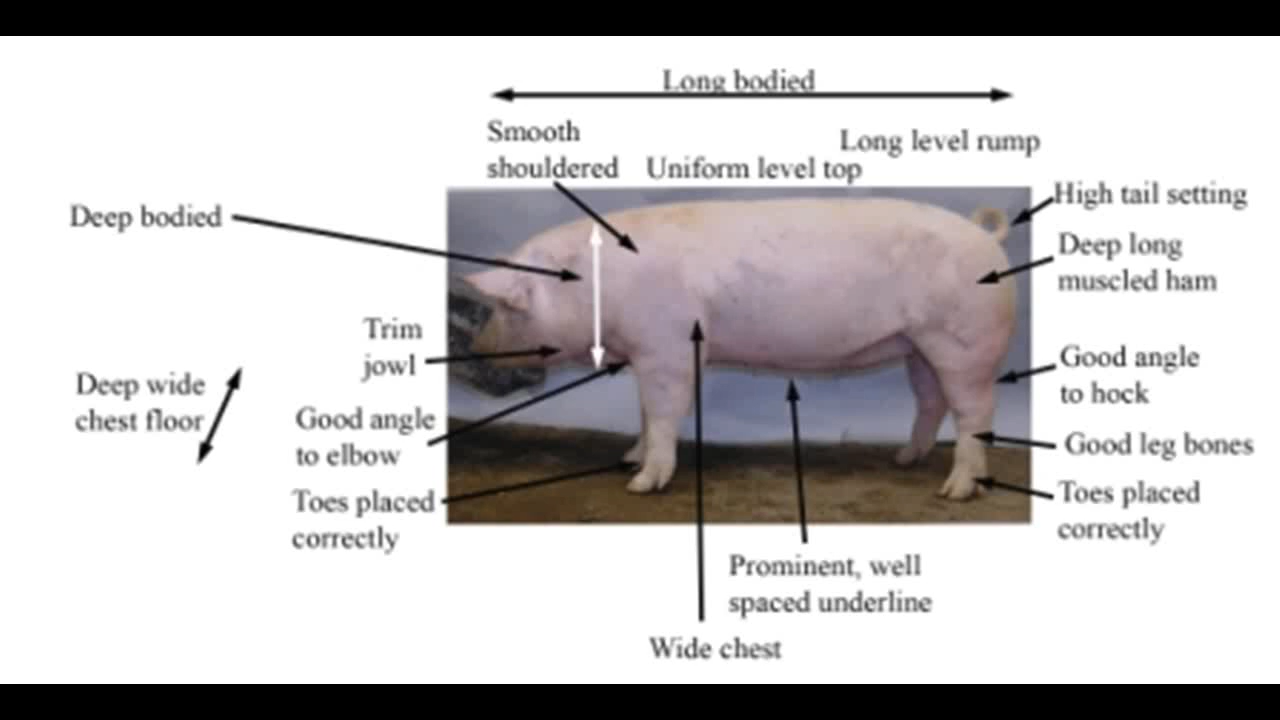 Long bodied
Smooth
shouldered
Long level rump
Uniform level top
High tail setting
Deep bodied
Deep long
muscled ham
Trim
jowl
Good angle
to hock
Deep wide
chest floor
Good angle
to elbow
Good leg bones
Toes placed
correctly
Toes placed
correctly
Prominent, well
spaced underline
Wide chest